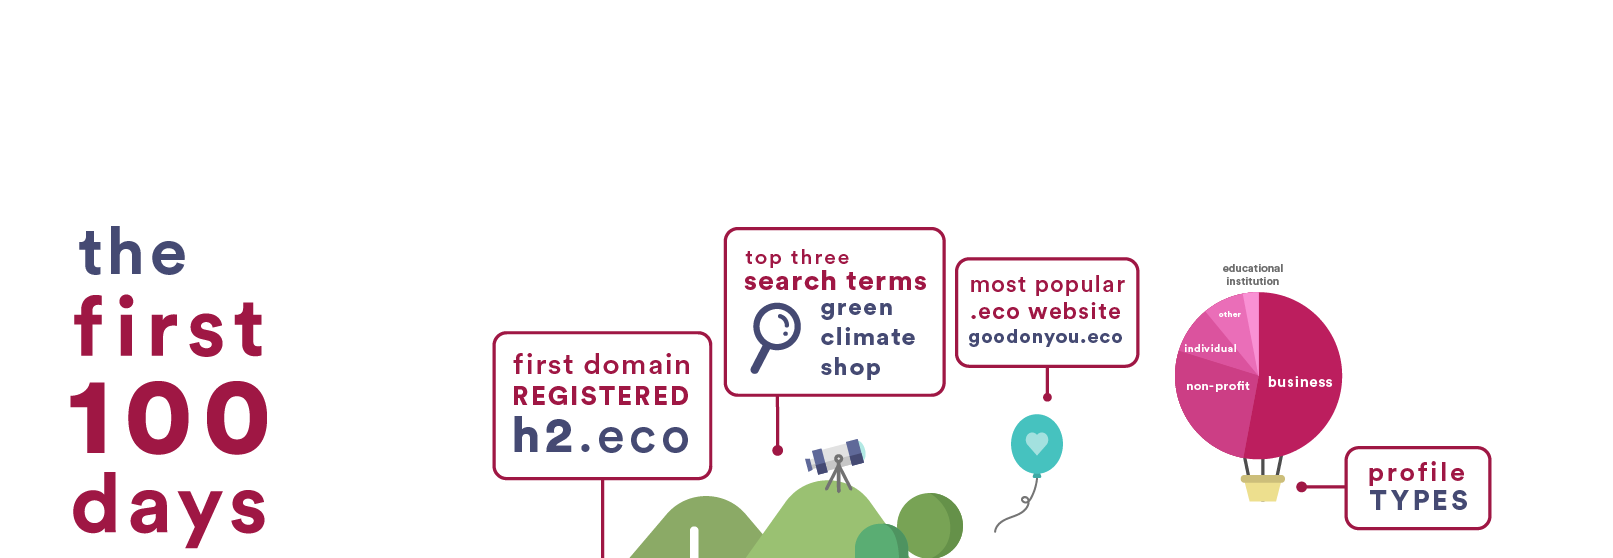 the
first
100
days
first domain
REGISTERED
h2.eco
top three
search terms
green
climate
shop
most popular
.eco website
goodonyou.eco
educational
institution
other
individual
non-profit
business
profile
TYPES